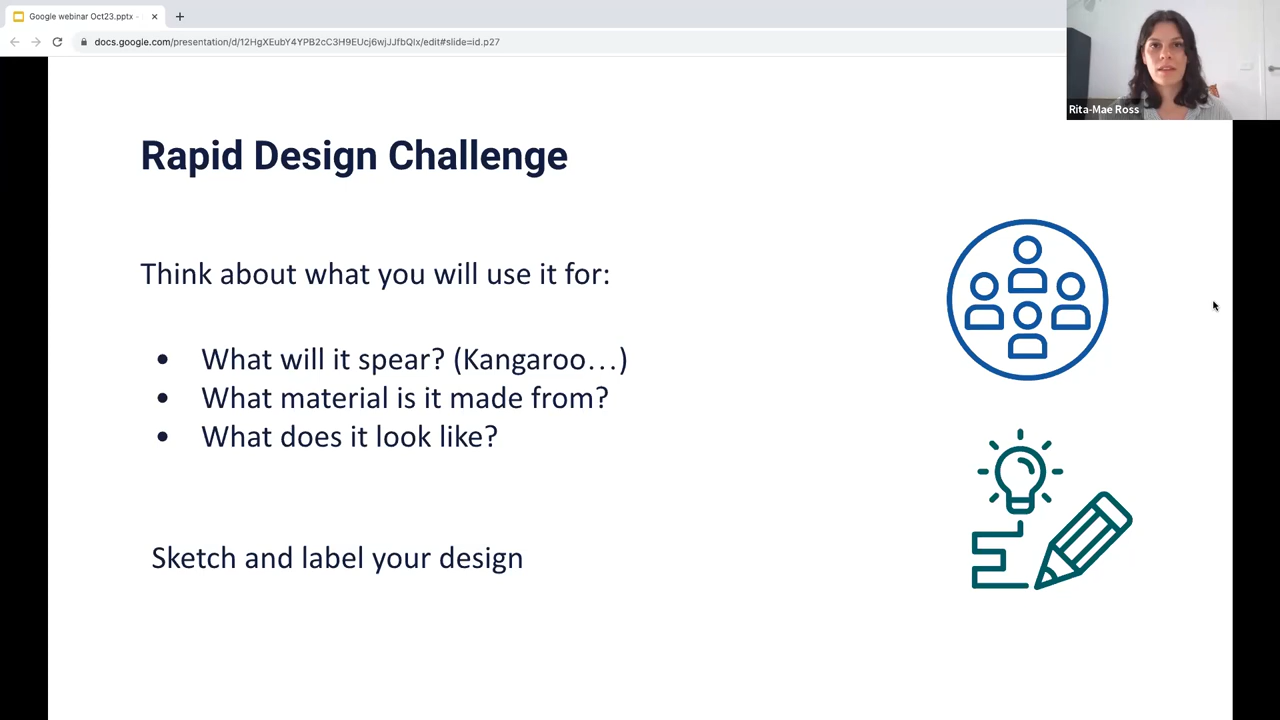 Google webinar Oct23.pptx -
docs.google.com/presentation/d/12HgXEubY4YPB2cC3H9EUcj6wjJJfbQIx/edit#slide=id.p27
Rita-Mae Ross
Rapid Design Challenge
Think about what you will use it for:
• What will it spear? (Kangaroo…)
• What material is it made from?
• What does it look like?
Sketch and label your design